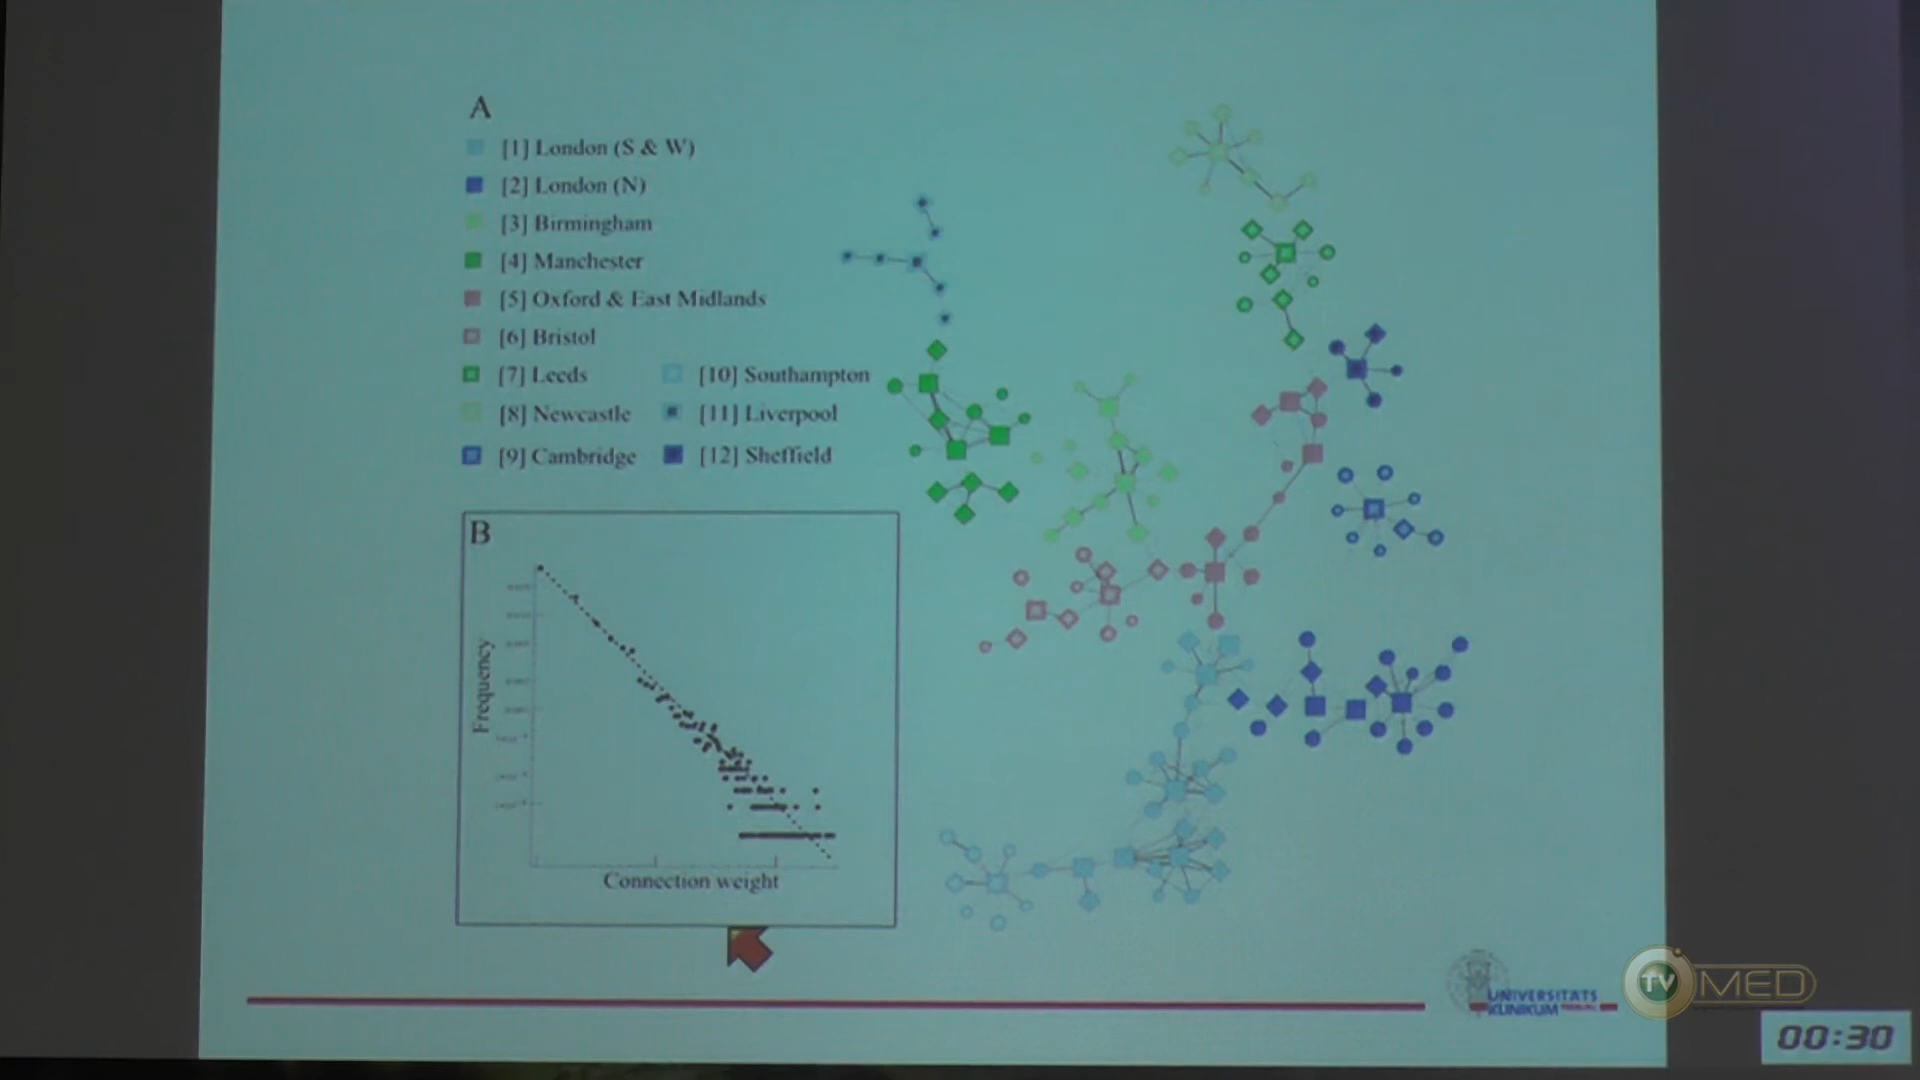 A
[1] London (S & W)
[2] London (N)
[3] Birmingham
[4] Manchester
[5] Oxford & East Midlands
[6] Bristol
[7] Leeds
[10] Southampton
[8] Newcastle
[11] Liverpool
[9] Cambridge
[12] Sheffield
B
Frequency
Connection weight
UNIVERSITATS
KLINIKUM
TV MED
00:30